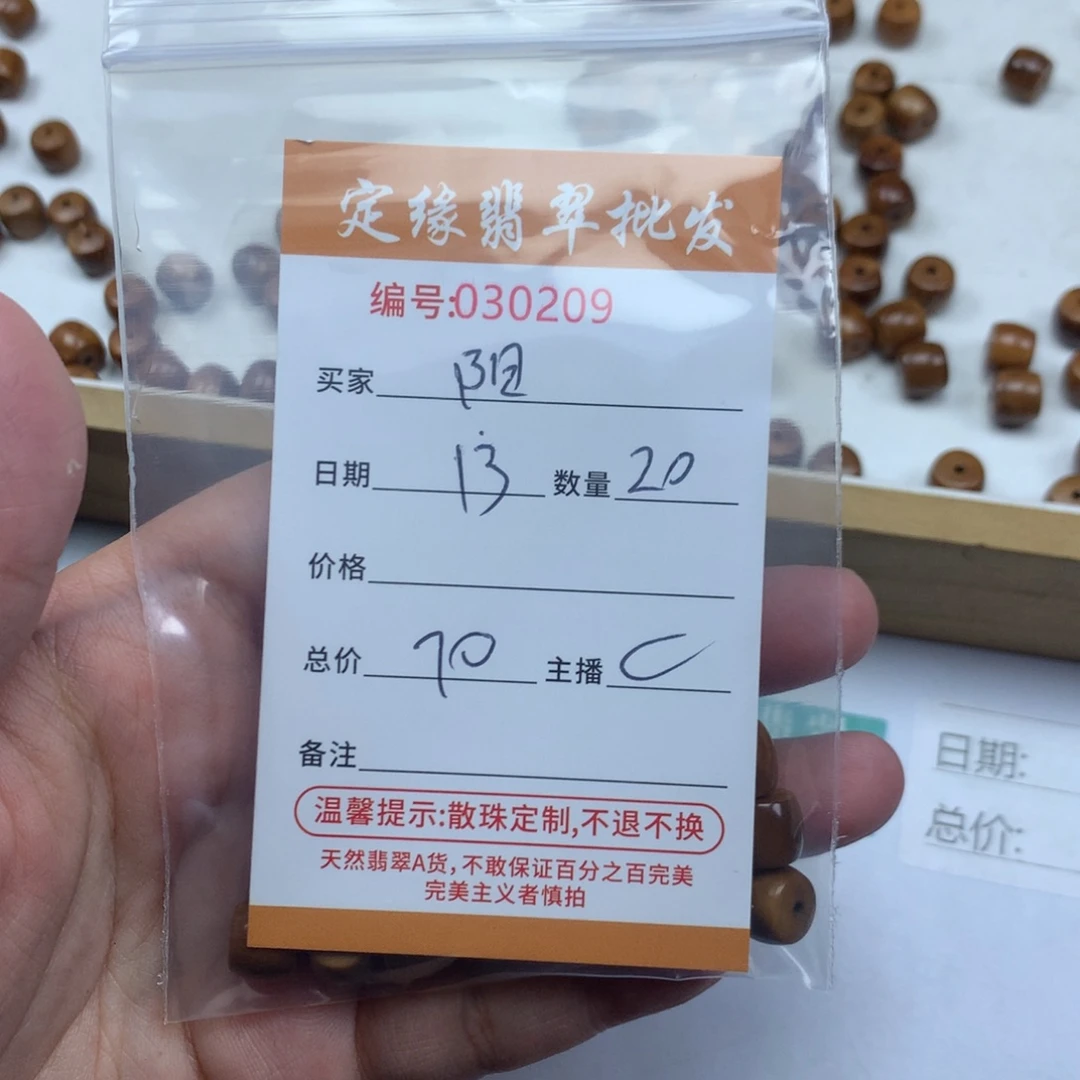 定缘翡翠批发
编号:030209
买家 阳
日期 13 数量 20
价格
总价 70 主播 C
备注
温馨提示:散珠定制,不退不换
天然翡翠A货,不敢保证百分之百完美
完美主义者慎拍
日期:
总价: